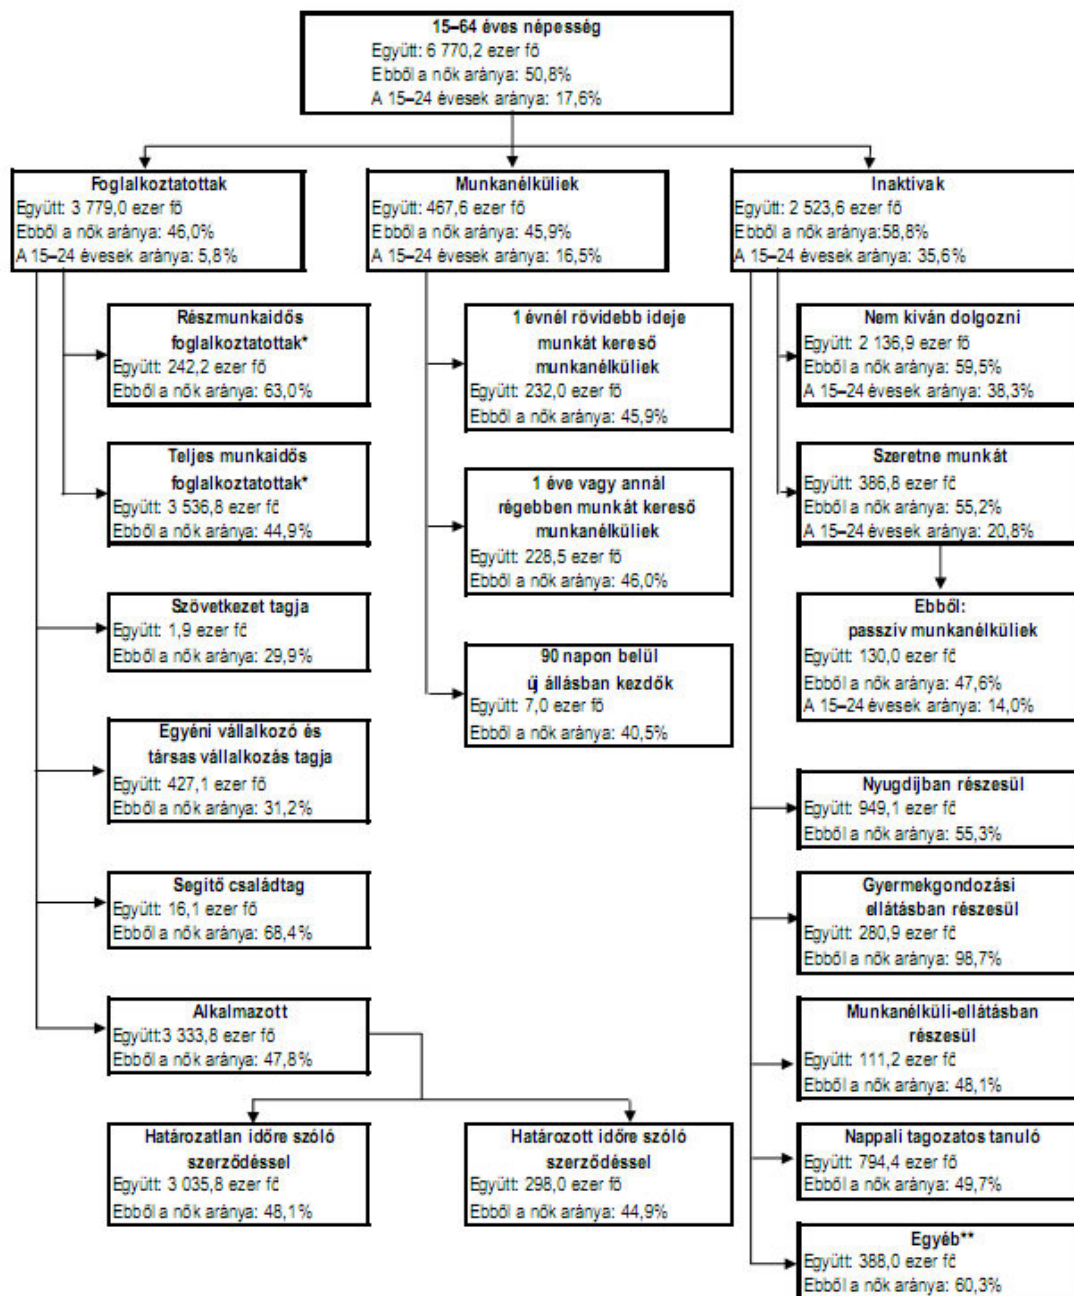 15–64 éves népesség
Együtt: 6 770,2 ezer fő
Ebből a nők aránya: 50,8%
A 15–24 évesek aránya: 17,6%
Foglalkoztatottak
Együtt: 3 779,0 ezer fő
Ebből a nők aránya: 46,0%
A 15–24 évesek aránya: 5,8%
Munkanélküliek
Együtt: 467,6 ezer fő
Ebből a nők aránya: 45,9%
A 15–24 évesek aránya: 16,5%
Inaktívak
Együtt: 2 523,6 ezer fő
Ebből a nők aránya:58,8%
A 15–24 évesek aránya: 35,6%
Részmunkaidős
foglalkoztatottak*
Együtt: 242,2 ezer fő
Ebből a nők aránya: 63,0%
Teljes munkaidős
foglalkoztatottak*
Együtt: 3 536,8 ezer fő
Ebből a nők aránya: 44,9%
Szövetkezet tagja
Együtt: 1,9 ezer fő
Ebből a nők aránya: 29,9%
Egyéni vállalkozó és
társas vállalkozás tagja
Együtt: 427,1 ezer fő
Ebből a nők aránya: 31,2%
Segítő családtag
Együtt: 16,1 ezer fő
Ebből a nők aránya: 68,4%
Alkalmazott
Együtt:3 333,8 ezer fő
Ebből a nők aránya: 47,8%
Határozatlan időre szóló
szerződéssel
Együtt: 3 035,8 ezer fő
Ebből a nők aránya: 48,1%
Határozott időre szóló
szerződéssel
Együtt: 298,0 ezer fő
Ebből a nők aránya: 44,9%
1 évnél rövidebb ideje
munkát kereső
munkanélküliek
Együtt: 232,0 ezer fő
Ebből a nők aránya: 45,9%
1 éve vagy annál
régebben munkát kereső
munkanélküliek
Együtt: 228,5 ezer fő
Ebből a nők aránya: 46,0%
90 napon belül
új állásban kezdők
Együtt: 7,0 ezer fő
Ebből a nők aránya: 40,5%
Nem kíván dolgozni
Együtt: 2 136,9 ezer fő
Ebből a nők aránya: 59,5%
A 15–24 évesek aránya: 38,3%
Szeretne munkát
Együtt: 386,8 ezer fő
Ebből a nők aránya: 55,2%
A 15–24 évesek aránya: 20,8%
Ebből:
passzív munkanélküliek
Együtt: 130,0 ezer fő
Ebből a nők aránya: 47,6%
A 15–24 évesek aránya: 14,0%
Nyugdíjban részesül
Együtt: 949,1 ezer fő
Ebből a nők aránya: 55,3%
Gyermekgondozási
ellátásban részesül
Együtt: 280,9 ezer fő
Ebből a nők aránya: 98,7%
Munkanélküli-ellátásban
részesül
Együtt: 111,2 ezer fő
Ebből a nők aránya: 48,1%
Nappali tagozatos tanuló
Együtt: 794,4 ezer fő
Ebből a nők aránya: 49,7%
Egyéb**
Együtt: 388,0 ezer fő
Ebből a nők aránya: 60,3%